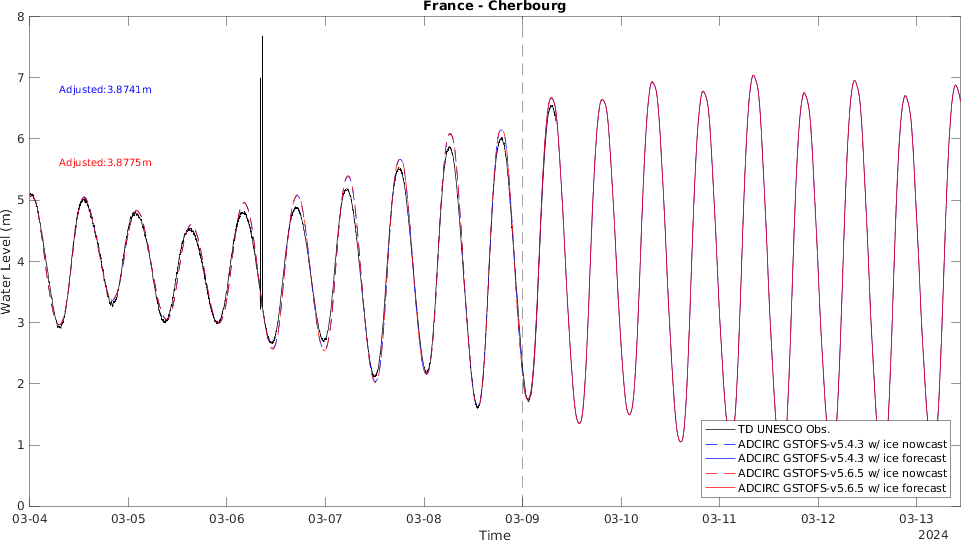 France - Cherbourg
8
7
6
5
4
3
2
1
0
Water Level (m)
Adjusted:3.8741m
Adjusted:3.8775m
TD UNESCO Obs.
ADCIRC GSTOFS-v5.4.3 w/ ice nowcast
ADCIRC GSTOFS-v5.4.3 w/ ice forecast
ADCIRC GSTOFS-v5.6.5 w/ ice nowcast
ADCIRC GSTOFS-v5.6.5 w/ ice forecast
03-04 03-05 03-06 03-07 03-08 03-09 03-10 03-11 03-12 03-13
Time
2024